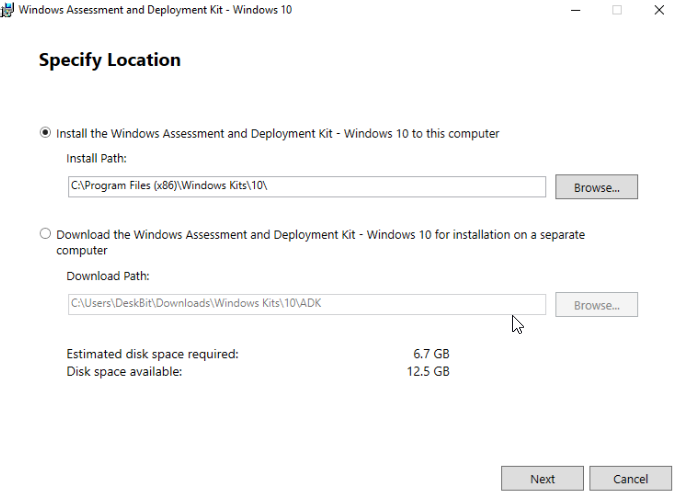 Windows Assessment and Deployment Kit - Windows 10
Specify Location
Install the Windows Assessment and Deployment Kit - Windows 10 to this computer
Install Path:
C:\Program Files (x86)\Windows Kits\10\
Browse...
Download the Windows Assessment and Deployment Kit - Windows 10 for installation on a separate
computer
Download Path:
C:\Users\DeskBit\Downloads\Windows Kits\10\ADK
Browse...
Estimated disk space required: 6.7 GB
Disk space available: 12.5 GB
Next Cancel